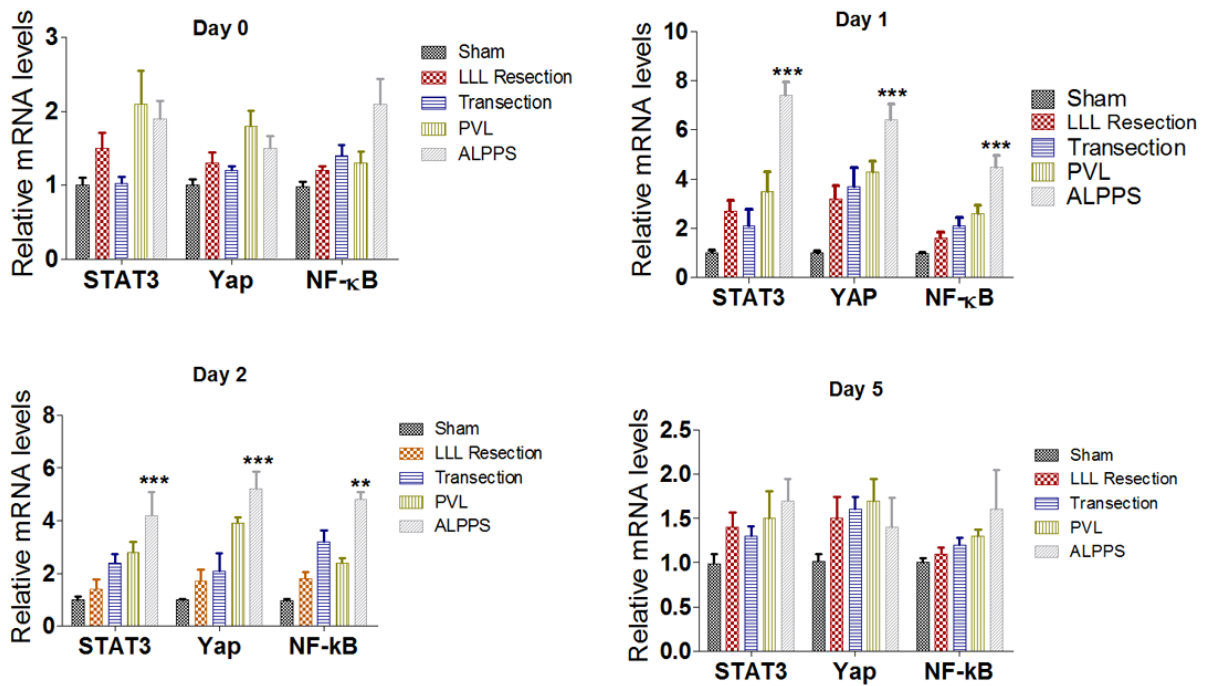 Day 0
Relative mRNA levels
3
2
1
0
STAT3 Yap NF-κB
Sham
LLL Resection
Transection
PVL
ALPPS
Day 1
Relative mRNA levels
10
8
6
4
2
0
***
***
***
STAT3 YAP NF-κB
Sham
LLL Resection
Transection
PVL
ALPPS
Day 2
Relative mRNA levels
8
6
4
2
0
***
***
**
STAT3 Yap NF-kB
Sham
LLL Resection
Transection
PVL
ALPPS
Day 5
Relative mRNA levels
2.5
2.0
1.5
1.0
0.5
0.0
STAT3 Yap NF-kB
Sham
LLL Resection
Transection
PVL
ALPPS